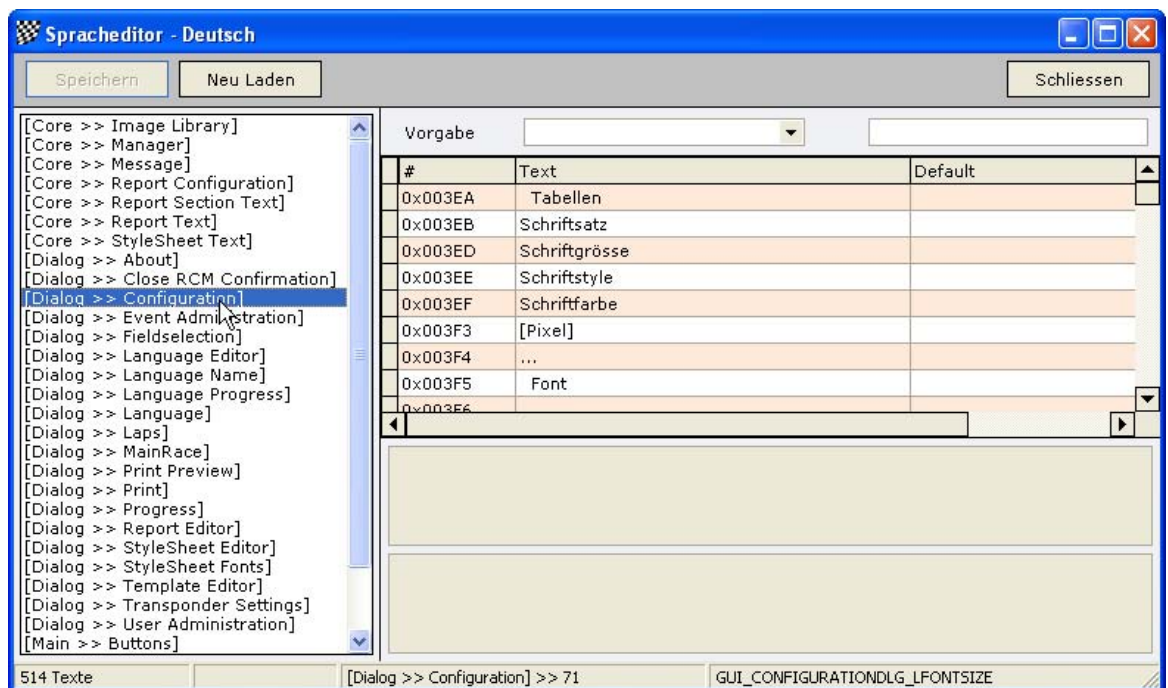 Spracheditor - Deutsch
Speichern
Neu Laden
Schliessen
[Core >> Image Library]
[Core >> Manager]
[Core >> Message]
[Core >> Report Configuration]
[Core >> Report Section Text]
[Core >> Report Text]
[Core >> StyleSheet Text]
[Dialog >> About]
[Dialog >> Close RCM Confirmation]
[Dialog >> Configuration]
[Dialog >> Event Administration]
[Dialog >> Fieldselection]
[Dialog >> Language Editor]
[Dialog >> Language Name]
[Dialog >> Language Progress]
[Dialog >> Language]
[Dialog >> Laps]
[Dialog >> MainRace]
[Dialog >> Print Preview]
[Dialog >> Print]
[Dialog >> Progress]
[Dialog >> Report Editor]
[Dialog >> StyleSheet Editor]
[Dialog >> StyleSheet Fonts]
[Dialog >> Template Editor]
[Dialog >> Transponder Settings]
[Dialog >> User Administration]
[Main >> Buttons]
Vorgabe
# Text Default
0x003EA Tabellen
0x003EB Schriftsatz
0x003ED Schriftgrösse
0x003EE Schriftstyle
0x003EF Schriftfarbe
0x003F3 [Pixel]
0x003F4 ...
0x003F5 Font
0x003F6
514 Texte [Dialog >> Configuration] >> 71 GUI_CONFIGURATIONDLG_LFONTSIZE